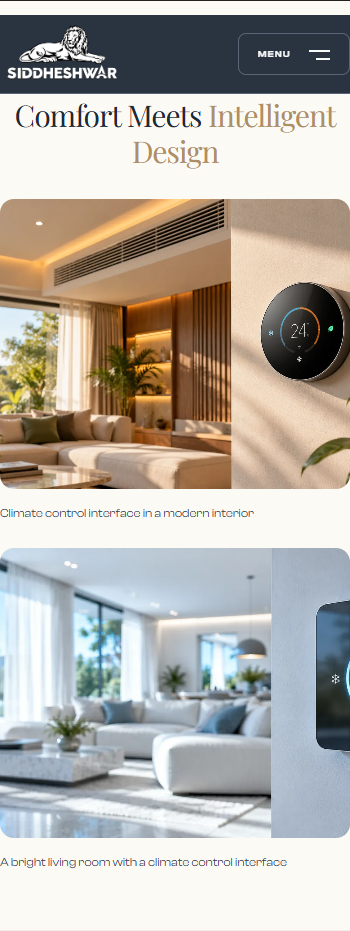 SIDDHESHWAR
MENU
Comfort Meets Intelligent
Design
24°
Climate control interface in a modern interior
A bright living room with a climate control interface